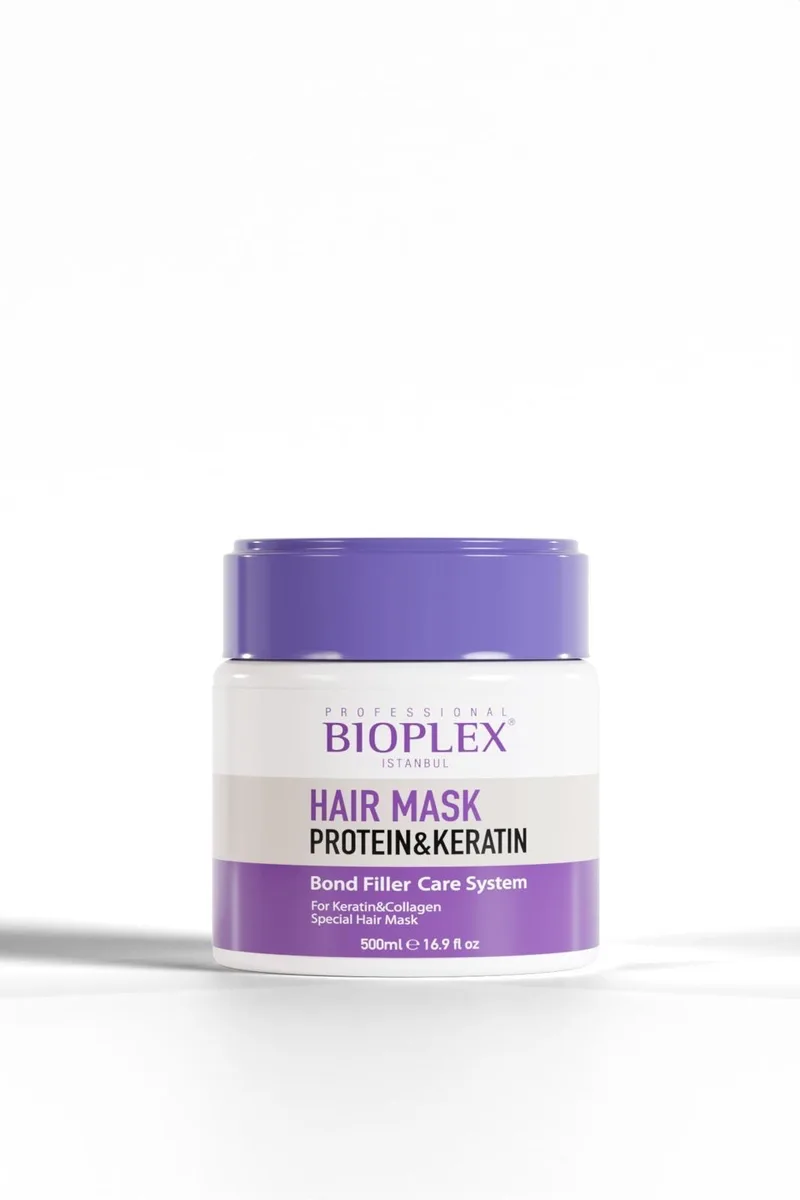 PROFESSIONAL
BIOPLEX®
ISTANBUL
HAIR MASK
PROTEIN&KERATIN
Bond Filler Care System
For Keratin&Collagen
Special Hair Mask
500ml ℮ 16.9 fl oz